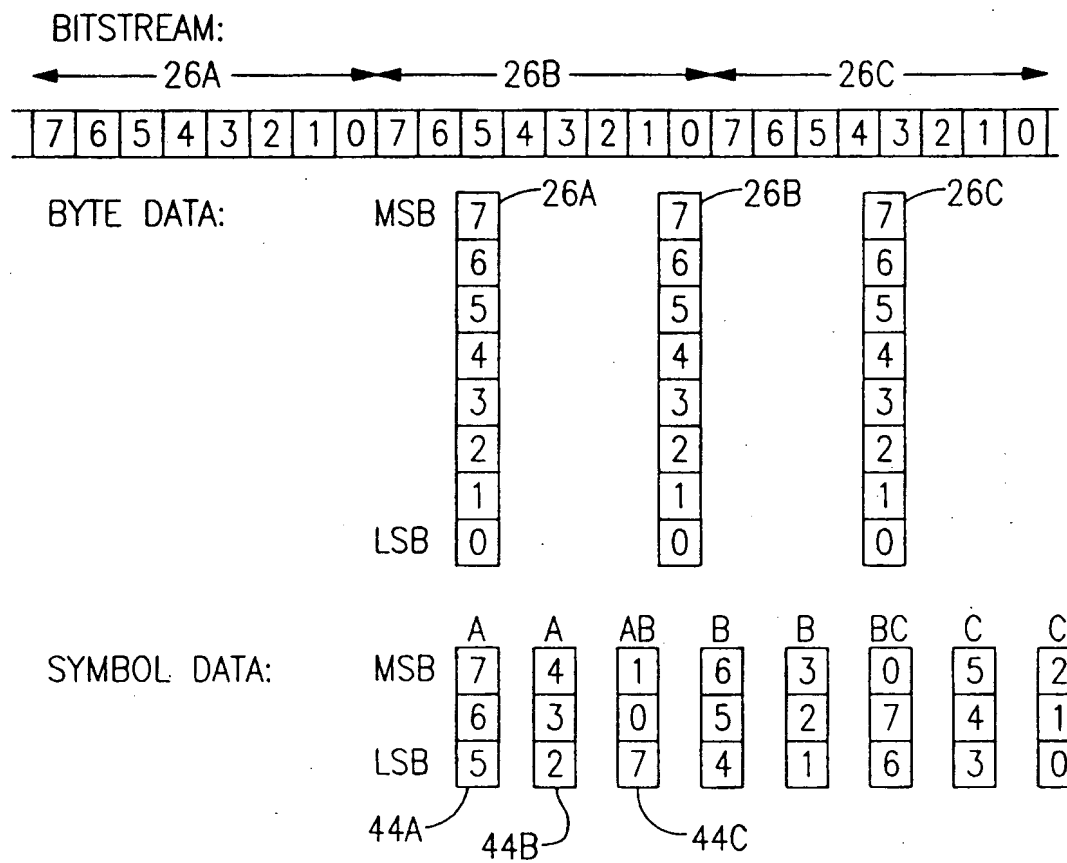 BITSTREAM:
26A 26B 26C
7 6 5 4 3 2 1 0 7 6 5 4 3 2 1 0 7 6 5 4 3 2 1 0
BYTE DATA: MSB 7 26A 7 26B 7 26C
6 6 6
5 5 5
4 4 4
3 3 3
2 2 2
1 1 1
LSB 0 0 0
A A AB B B BC C C
SYMBOL DATA: MSB 7 4 1 6 3 0 5 2
6 3 0 5 2 7 4 1
LSB 5 2 7 4 1 6 3 0
44A 44B 44C